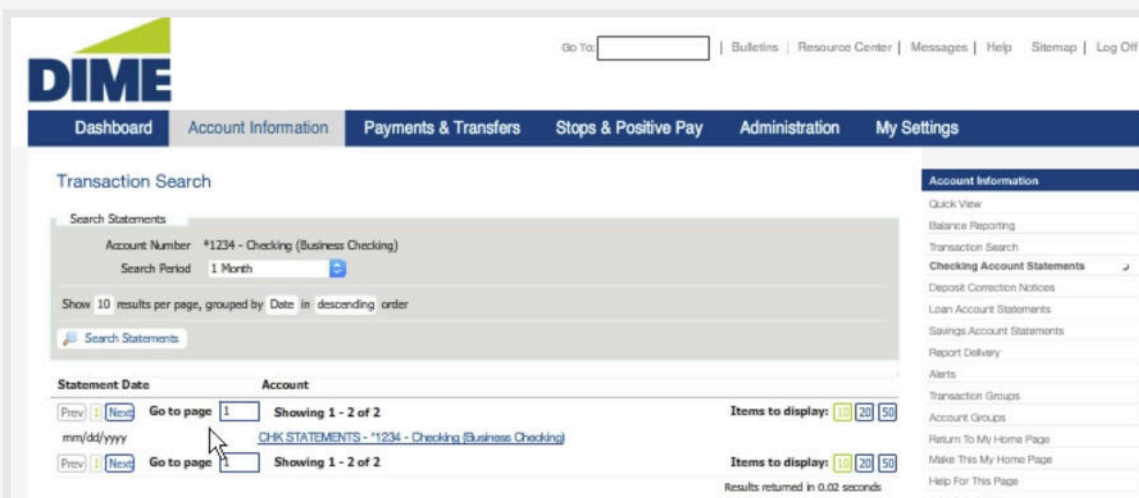 DIME
Go To: | Bulletins | Resource Center | Messages | Help Sitemap | Log Off
Dashboard Account Information Payments & Transfers Stops & Positive Pay Administration My Settings
Transaction Search
Search Statements
Account Number *1234 - Checking (Business Checking)
Search Period 1 Month
Show 10 results per page, grouped by Date in descending order
Search Statements
Statement Date Account
Prev 1 Next Go to page 1 Showing 1 - 2 of 2 Items to display: 10 20 50
mm/dd/yyyy CHK STATEMENTS - *1234 - Checking (Business Checking)
Prev 1 Next Go to page 1 Showing 1 - 2 of 2 Items to display: 10 20 50
Results returned in 0.02 seconds
Account Information
Quick View
Balance Reporting
Transaction Search
Checking Account Statements
Deposit Correction Notices
Loan Account Statements
Savings Account Statements
Report Delivery
Alerts
Transaction Groups
Account Groups
Return To My Home Page
Make This My Home Page
Help For This Page